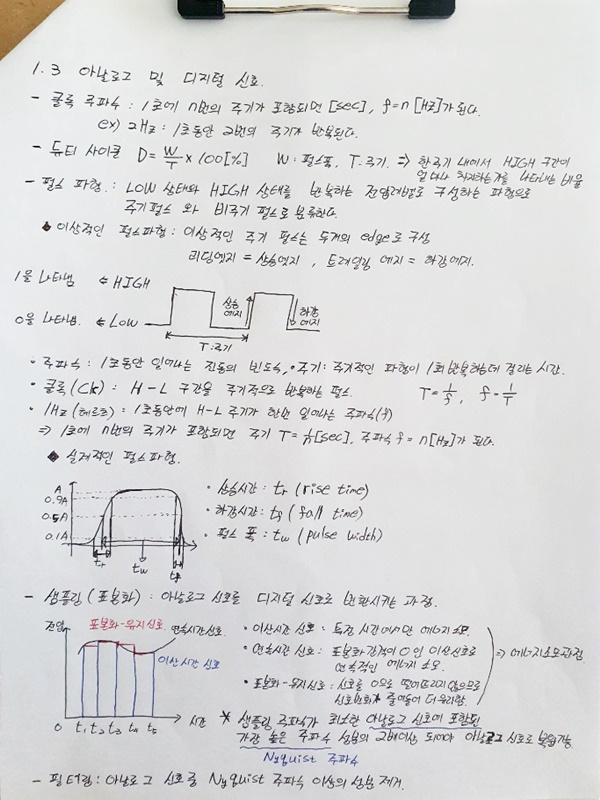 1.3 아날로그 및 디지털 신호.
- 클록 주파수 : 1초에 n번의 주기가 포함되면 [sec], f=n [Hz]가 된다.
ex) 2Hz : 1초동안 2번의 주기가 반복된다.
- 듀티 사이클 D= W/T ×100[%] W : 펄스폭, T : 주기. ⇒ 한주기 내에서 HIGH 구간이
얼마나 차지하는가를 나타내는 비율
- 펄스 파형. : LOW 상태와 HIGH 상태를 반복하는 전압레벨로 구성하는 파형으로
주기펄스 와 비주기 펄스로 분류한다.
◆ 이상적인 펄스파형 : 이상적인 주기 펄스는 두개의 edge로 구성
리딩엣지 = 상승엣지 , 트레일링 에지 = 하강에지.
1을 나타냄 ⇐ HIGH
상승에지
하강에지
0을 나타냄. ⇐ LOW
T : 주기
• 주파수 : 1초동안 일어나는 진동의 빈도수, • 주기 : 주기적인 파형이 1회 반복하는데 걸리는 시간.
• 클록(CK) : H-L 구간을 주기적으로 반복하는 펄스. T = 1/f , f = 1/T
• 1Hz (헤르츠) : 1초동안에 H-L 주기가 한번 일어나는 주파수(f)
⇒ 1초에 n번의 주기가 포함되면 주기 T = 1/n [sec], 주파수 f = n [Hz]가 된다.
◆ 실제적인 펄스파형.
A
0.9A
0.5A
0.1A
tr
tw
tf
• 상승시간 : tr (rise time)
• 하강시간 : tf (fall time)
• 펄스 폭 : tw (pulse width)
- 샘플링 (표본화) : 아날로그 신호를 디지털 신호로 변환시키는 과정.
전압
표본화-유지신호
연속시간신호.
이산시간 신호
0 t1 t2 t3 t4 t5 시간
• 이산시간 신호 : 특정 시간에서만 에너지 소모.
• 연속시간 신호 : 표본화 간격이 0인 이산신호로
연속적인 에너지 소모.
• 표본화-유지신호 : 신호를 0으로 떨어뜨리지 않으므로
신호변화가 줄어들어 더 유리함.
⇒ 에너지소모관점
* 샘플링 주파수가 최소한 아날로그 신호에 포함된
가장 높은 주파수 성분의 2배이상 되어야 아날로그 신호로 복원가능
Nyquist 주파수
- 필터링 : 아날로그 신호를 Nyquist 주파수 이상의 성분 제거.